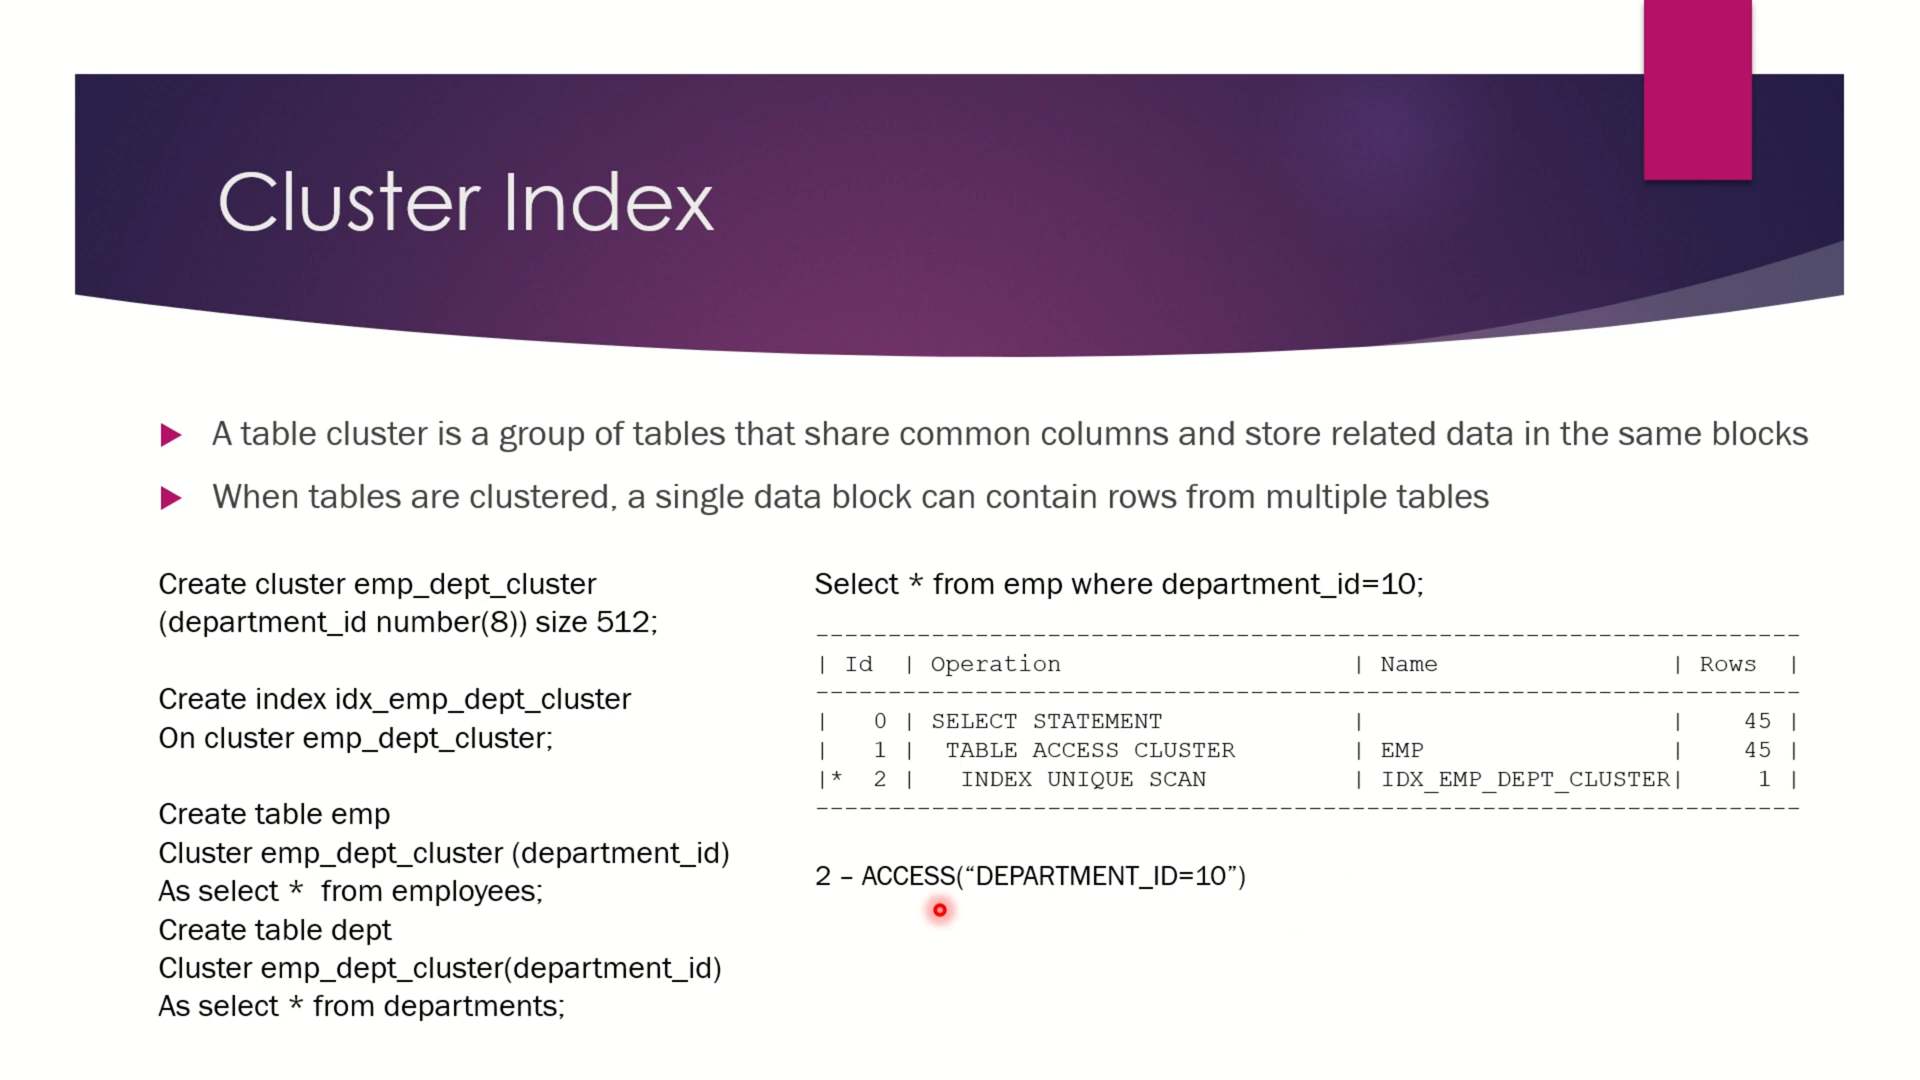 Cluster Index
A table cluster is a group of tables that share common columns and store related data in the same blocks
When tables are clustered, a single data block can contain rows from multiple tables
Create cluster emp_dept_cluster
(department_id number(8)) size 512;
Create index idx_emp_dept_cluster
On cluster emp_dept_cluster;
Create table emp
Cluster emp_dept_cluster (department_id)
As select * from employees;
Create table dept
Cluster emp_dept_cluster(department_id)
As select * from departments;
Select * from emp where department_id=10;
--------------------------------------------------------------------
| Id  | Operation                    | Name                 | Rows  |
--------------------------------------------------------------------
|   0 | SELECT STATEMENT             |                      |    45 |
|   1 |  TABLE ACCESS CLUSTER        | EMP                  |    45 |
|*  2 |   INDEX UNIQUE SCAN          | IDX_EMP_DEPT_CLUSTER|     1 |
--------------------------------------------------------------------
2 – ACCESS(“DEPARTMENT_ID=10”)